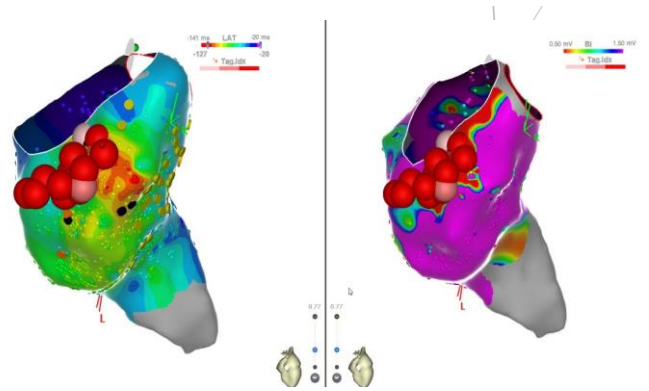 -141 ms LAT -20 ms
-127 -20
Tag.Idx
L
0.77
0.50 mV Bi 1.50 mV
Tag.Idx
L
0.77